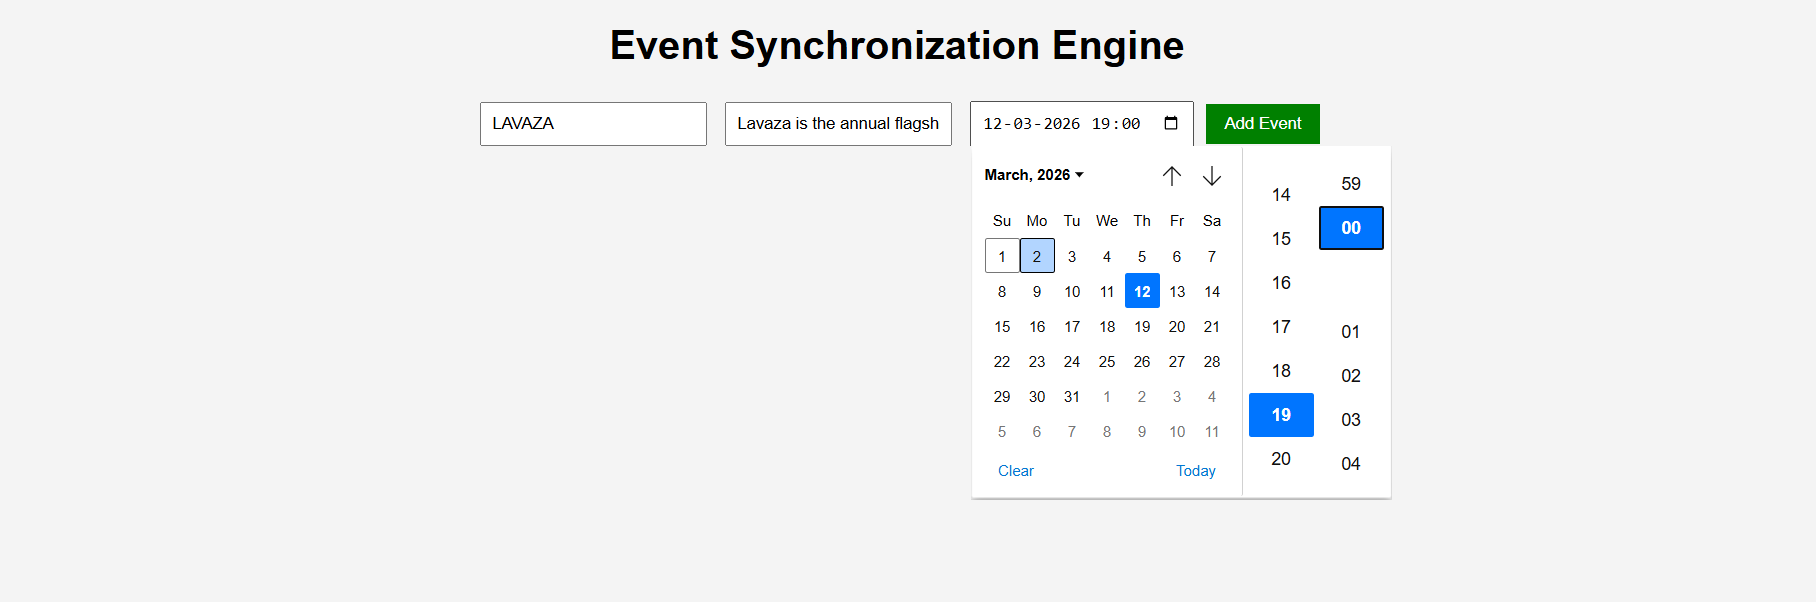 Event Synchronization Engine
LAVAZA Lavaza is the annual flagsh 12-03-2026 19:00 Add Event
March, 2026
Su Mo Tu We Th Fr Sa
1 2 3 4 5 6 7
8 9 10 11 12 13 14
15 16 17 18 19 20 21
22 23 24 25 26 27 28
29 30 31 1 2 3 4
5 6 7 8 9 10 11
Clear Today
14
15
16
17
18
19
20
59
00
01
02
03
04